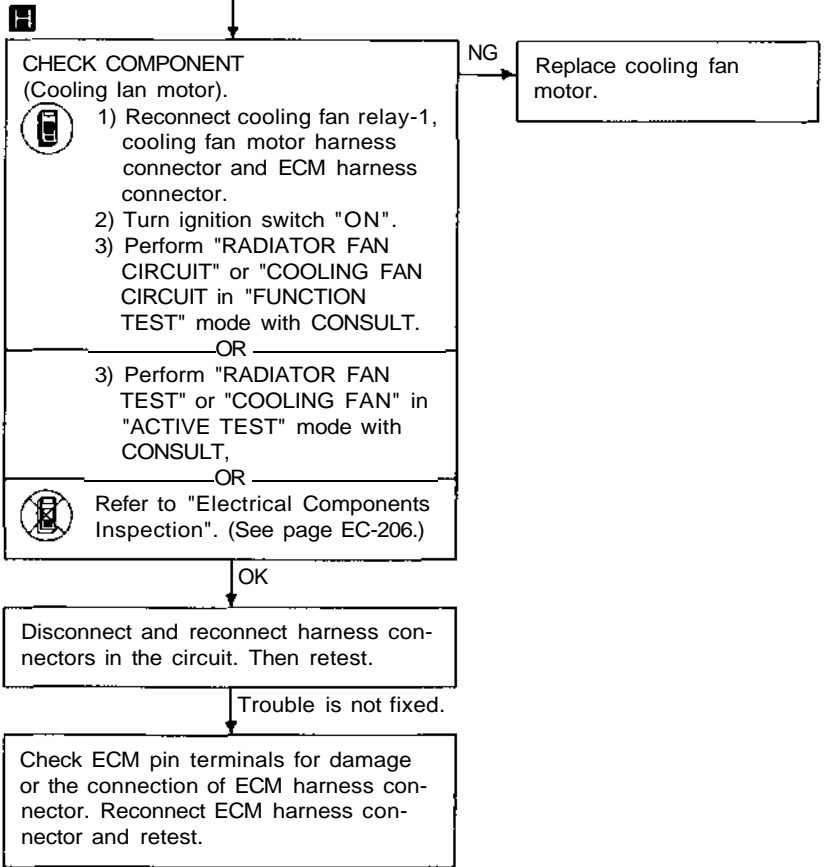 H
CHECK COMPONENT
(Cooling lan motor).
1) Reconnect cooling fan relay-1,
cooling fan motor harness
connector and ECM harness
connector.
2) Turn ignition switch "ON".
3) Perform "RADIATOR FAN
CIRCUIT" or "COOLING FAN
CIRCUIT in "FUNCTION
TEST" mode with CONSULT.
OR
3) Perform "RADIATOR FAN
TEST" or "COOLING FAN" in
"ACTIVE TEST" mode with
CONSULT,
OR
Refer to "Electrical Components
Inspection". (See page EC-206.)
NG
Replace cooling fan
motor.
OK
Disconnect and reconnect harness con-
nectors in the circuit. Then retest.
Trouble is not fixed.
Check ECM pin terminals for damage
or the connection of ECM harness con-
nector. Reconnect ECM harness con-
nector and retest.